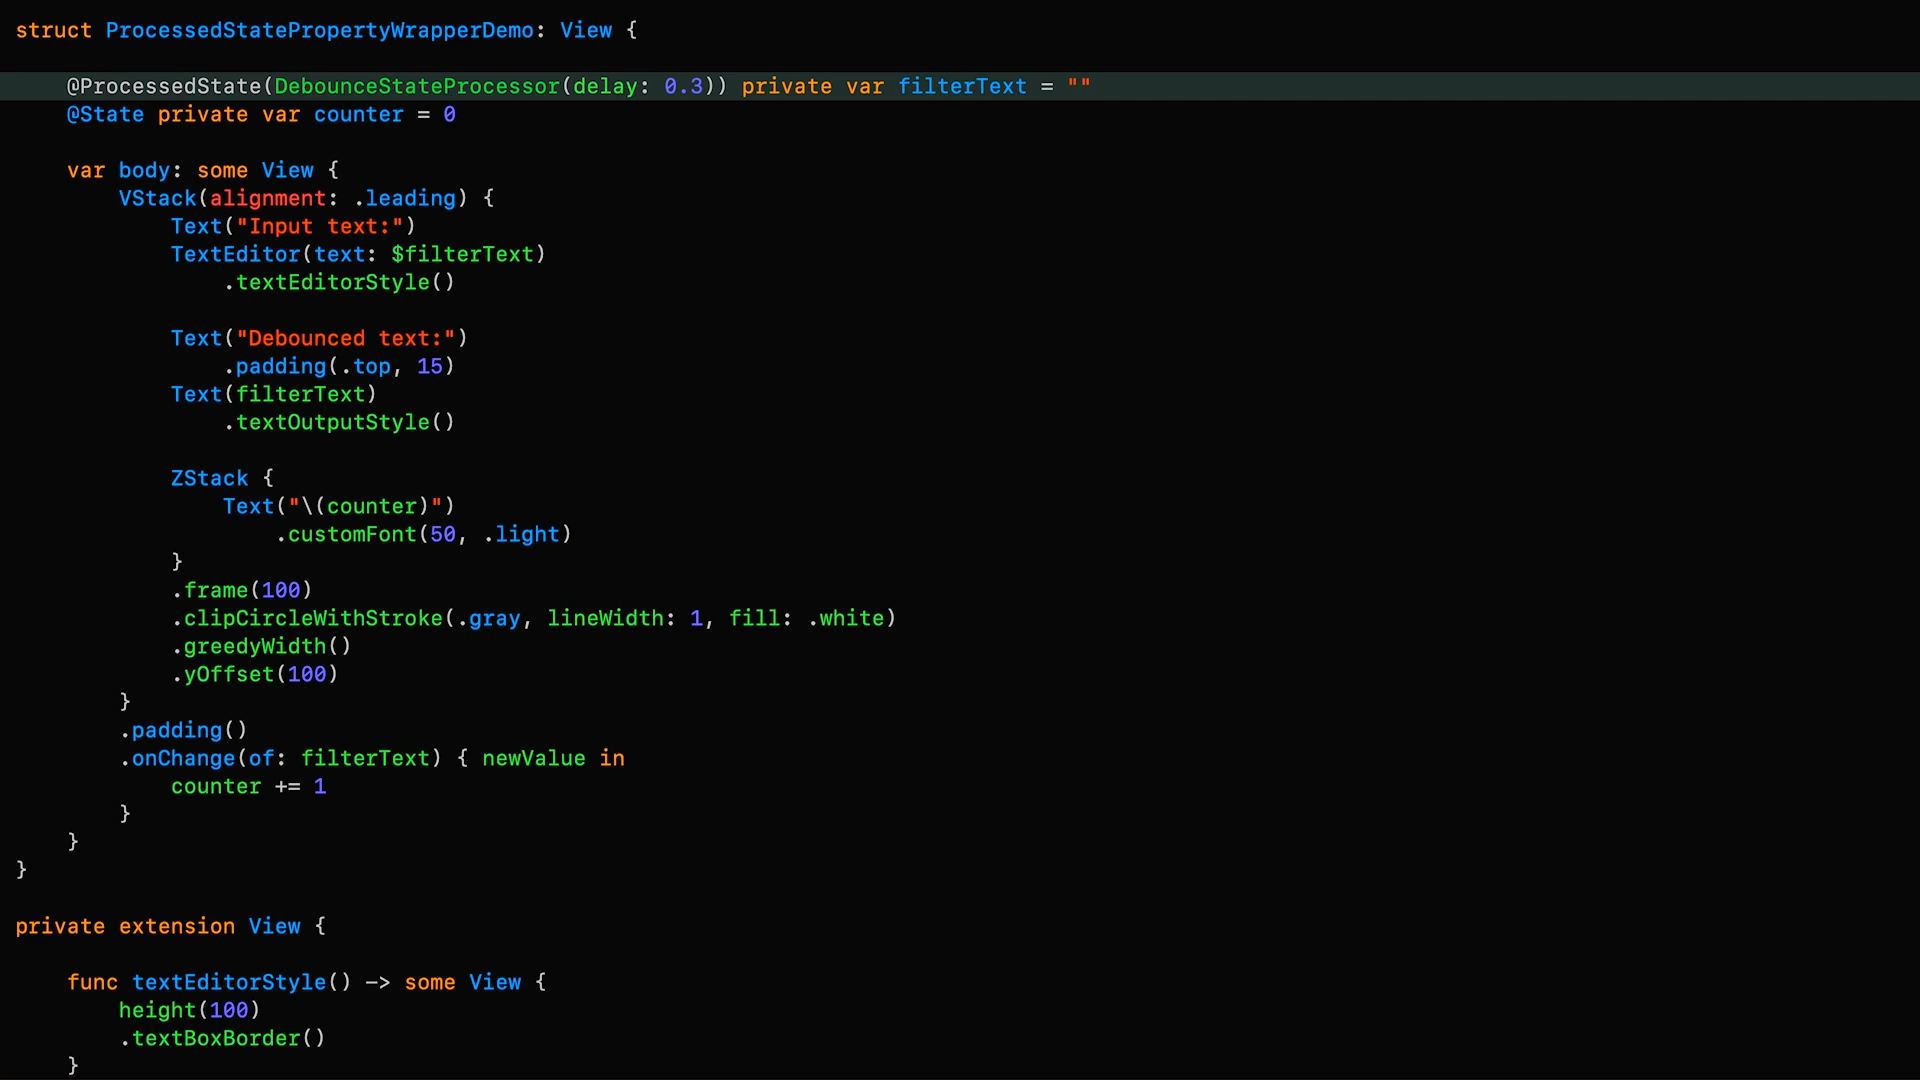 struct ProcessedStatePropertyWrapperDemo: View {
@ProcessedState(DebounceStateProcessor(delay: 0.3)) private var filterText = ""
@State private var counter = 0
var body: some View {
VStack(alignment: .leading) {
Text("Input text:")
TextEditor(text: $filterText)
.textEditorStyle()
Text("Debounced text:")
.padding(.top, 15)
Text(filterText)
.textOutputStyle()
ZStack {
Text("\(counter)")
.customFont(50, .light)
}
.frame(100)
.clipCircleWithStroke(.gray, lineWidth: 1, fill: .white)
.greedyWidth()
.yOffset(100)
}
.padding()
.onChange(of: filterText) { newValue in
counter += 1
}
}
}
private extension View {
func textEditorStyle() -> some View {
height(100)
.textBoxBorder()
}